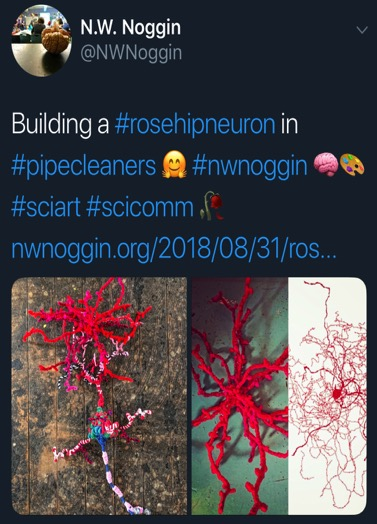 N.W. Noggin
@NWNoggin
Building a #rosehipneuron in
#pipecleaners 🤗 #nwnoggin 🧠🎨
#sciart #scicomm 🥀
nwnoggin.org/2018/08/31/ros...